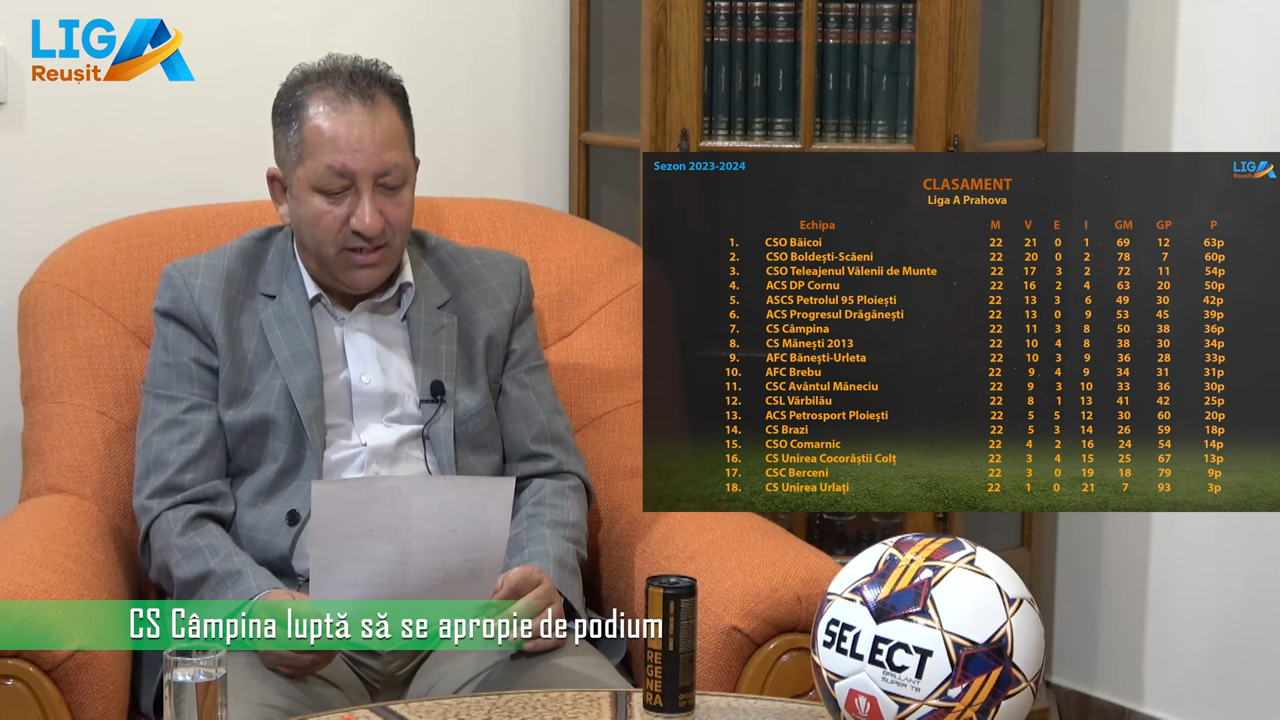 LIGA
Reușit
Sezon 2023-2024
LIGA
Reușit
CLASAMENT
Liga A Prahova
Echipa M V E I GM GP P
1. CSO Băicoi 22 21 0 1 69 12 63p
2. CSO Boldești-Scăeni 22 20 0 2 78 7 60p
3. CSO Teleajenul Vălenii de Munte 22 17 3 2 72 11 54p
4. ACS DP Cornu 22 16 2 4 63 20 50p
5. ASCS Petrolul 95 Ploiești 22 13 3 6 49 30 42p
6. ACS Progresul Drăgănești 22 13 0 9 53 45 39p
7. CS Câmpina 22 11 3 8 50 38 36p
8. CS Mănești 2013 22 10 4 8 38 30 34p
9. AFC Bănești-Urleta 22 10 3 9 36 28 33p
10. AFC Brebu 22 9 4 9 34 31 31p
11. CSC Avântul Măneciu 22 9 3 10 33 36 30p
12. CSL Vărbilău 22 8 1 13 41 42 25p
13. ACS Petrosport Ploiești 22 5 5 12 30 60 20p
14. CS Brazi 22 5 3 14 26 59 18p
15. CSO Comarnic 22 4 2 16 24 54 14p
16. CS Unirea Cocorăștii Colț 22 3 4 15 25 67 13p
17. CSC Berceni 22 3 0 19 18 79 9p
18. CS Unirea Urlați 22 1 0 21 7 93 3p
CS Câmpina luptă să se apropie de podium
REGENERA
SELECT
BRILLANT
SUPER TB